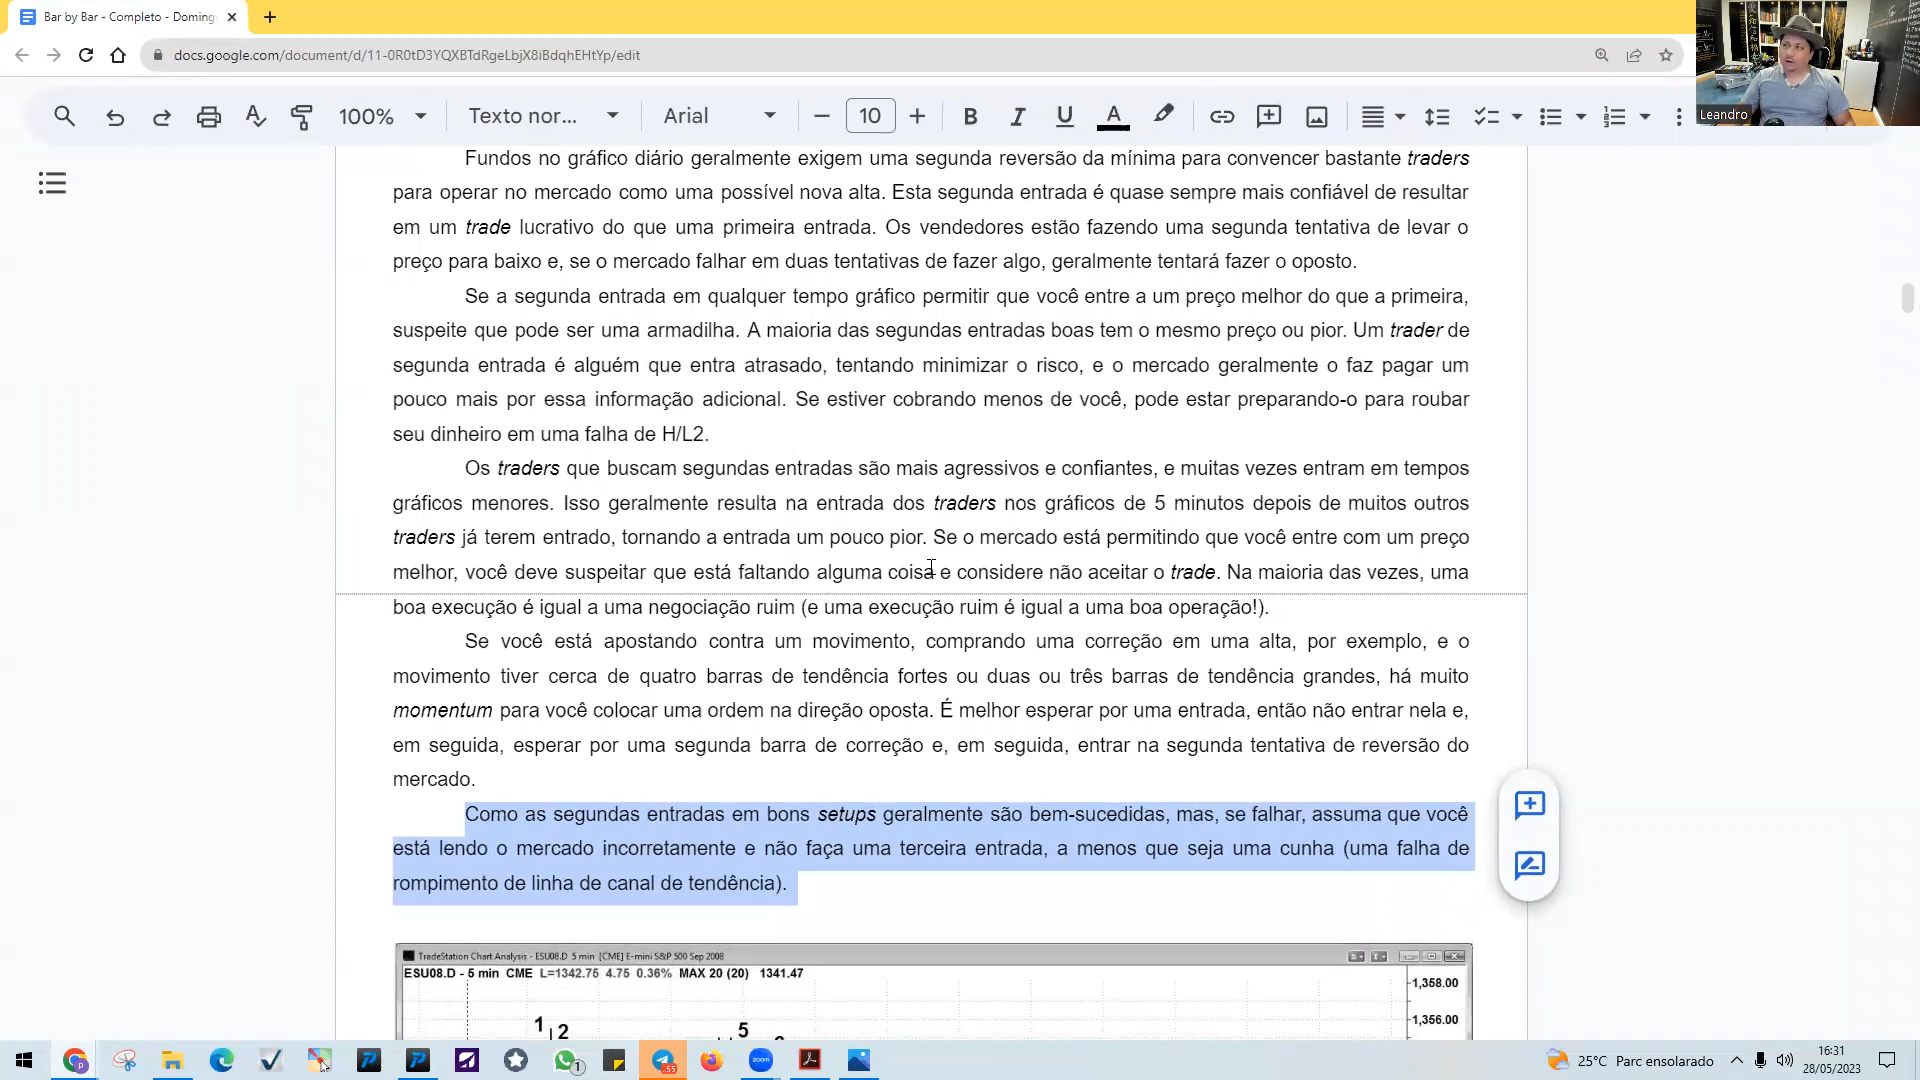 Bar by Bar - Completo - Doming
docs.google.com/document/d/11-0R0tD3YQXBTdRgeLbjX8iBdqhEHtYp/edit
Leandro
100%
Texto nor...
Arial
10
Fundos no gráfico diário geralmente exigem uma segunda reversão da mínima para convencer bastante traders
para operar no mercado como uma possível nova alta. Esta segunda entrada é quase sempre mais confiável de resultar
em um trade lucrativo do que uma primeira entrada. Os vendedores estão fazendo uma segunda tentativa de levar o
preço para baixo e, se o mercado falhar em duas tentativas de fazer algo, geralmente tentará fazer o oposto.
Se a segunda entrada em qualquer tempo gráfico permitir que você entre a um preço melhor do que a primeira,
suspeite que pode ser uma armadilha. A maioria das segundas entradas boas tem o mesmo preço ou pior. Um trader de
segunda entrada é alguém que entra atrasado, tentando minimizar o risco, e o mercado geralmente o faz pagar um
pouco mais por essa informação adicional. Se estiver cobrando menos de você, pode estar preparando-o para roubar
seu dinheiro em uma falha de H/L2.
Os traders que buscam segundas entradas são mais agressivos e confiantes, e muitas vezes entram em tempos
gráficos menores. Isso geralmente resulta na entrada dos traders nos gráficos de 5 minutos depois de muitos outros
traders já terem entrado, tornando a entrada um pouco pior. Se o mercado está permitindo que você entre com um preço
melhor, você deve suspeitar que está faltando alguma coisa e considere não aceitar o trade. Na maioria das vezes, uma
boa execução é igual a uma negociação ruim (e uma execução ruim é igual a uma boa operação!).
Se você está apostando contra um movimento, comprando uma correção em uma alta, por exemplo, e o
movimento tiver cerca de quatro barras de tendência fortes ou duas ou três barras de tendência grandes, há muito
momentum para você colocar uma ordem na direção oposta. É melhor esperar por uma entrada, então não entrar nela e,
em seguida, esperar por uma segunda barra de correção e, em seguida, entrar na segunda tentativa de reversão do
mercado.
Como as segundas entradas em bons setups geralmente são bem-sucedidas, mas, se falhar, assuma que você
está lendo o mercado incorretamente e não faça uma terceira entrada, a menos que seja uma cunha (uma falha de
rompimento de linha de canal de tendência).
TradeStation Chart Analysis - ESU08.D 5 min [CME] E-mini S&P 500 Sep 2008
ESU08.D - 5 min CME L=1342.75 4.75 0.36% MAX 20 (20) 1341.47
1,358.00
1,356.00
1 2 5
25°C Parc ensolarado
16:31
28/05/2023